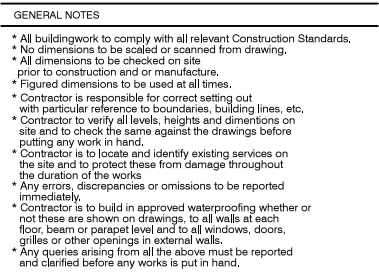 GENERAL NOTES
* All buildingwork to comply with all relevant Construction Standards.
* No dimensions to be scaled or scanned from drawing.
* All dimensions to be checked on site
prior to construction and or manufacture.
* Figured dimensions to be used at all times.
* Contractor is responsible for correct setting out
with particular reference to boundaries, building lines, etc.
* Contractor to verify all levels, heights and dimentions on
site and to check the same against the drawings before
putting any work in hand.
* Contractor is to locate and identify existing services on
the site and to protect these from damage throughout
the duration of the works
* Any errors, discrepancies or omissions to be reported
immediately.
* Contractor is to build in approved waterproofing whether or
not these are shown on drawings, to all walls at each
floor, beam or parapet level and to all windows, doors,
grilles or other openings in external walls.
* Any queries arising from all the above must be reported
and clarified before any works is put in hand.